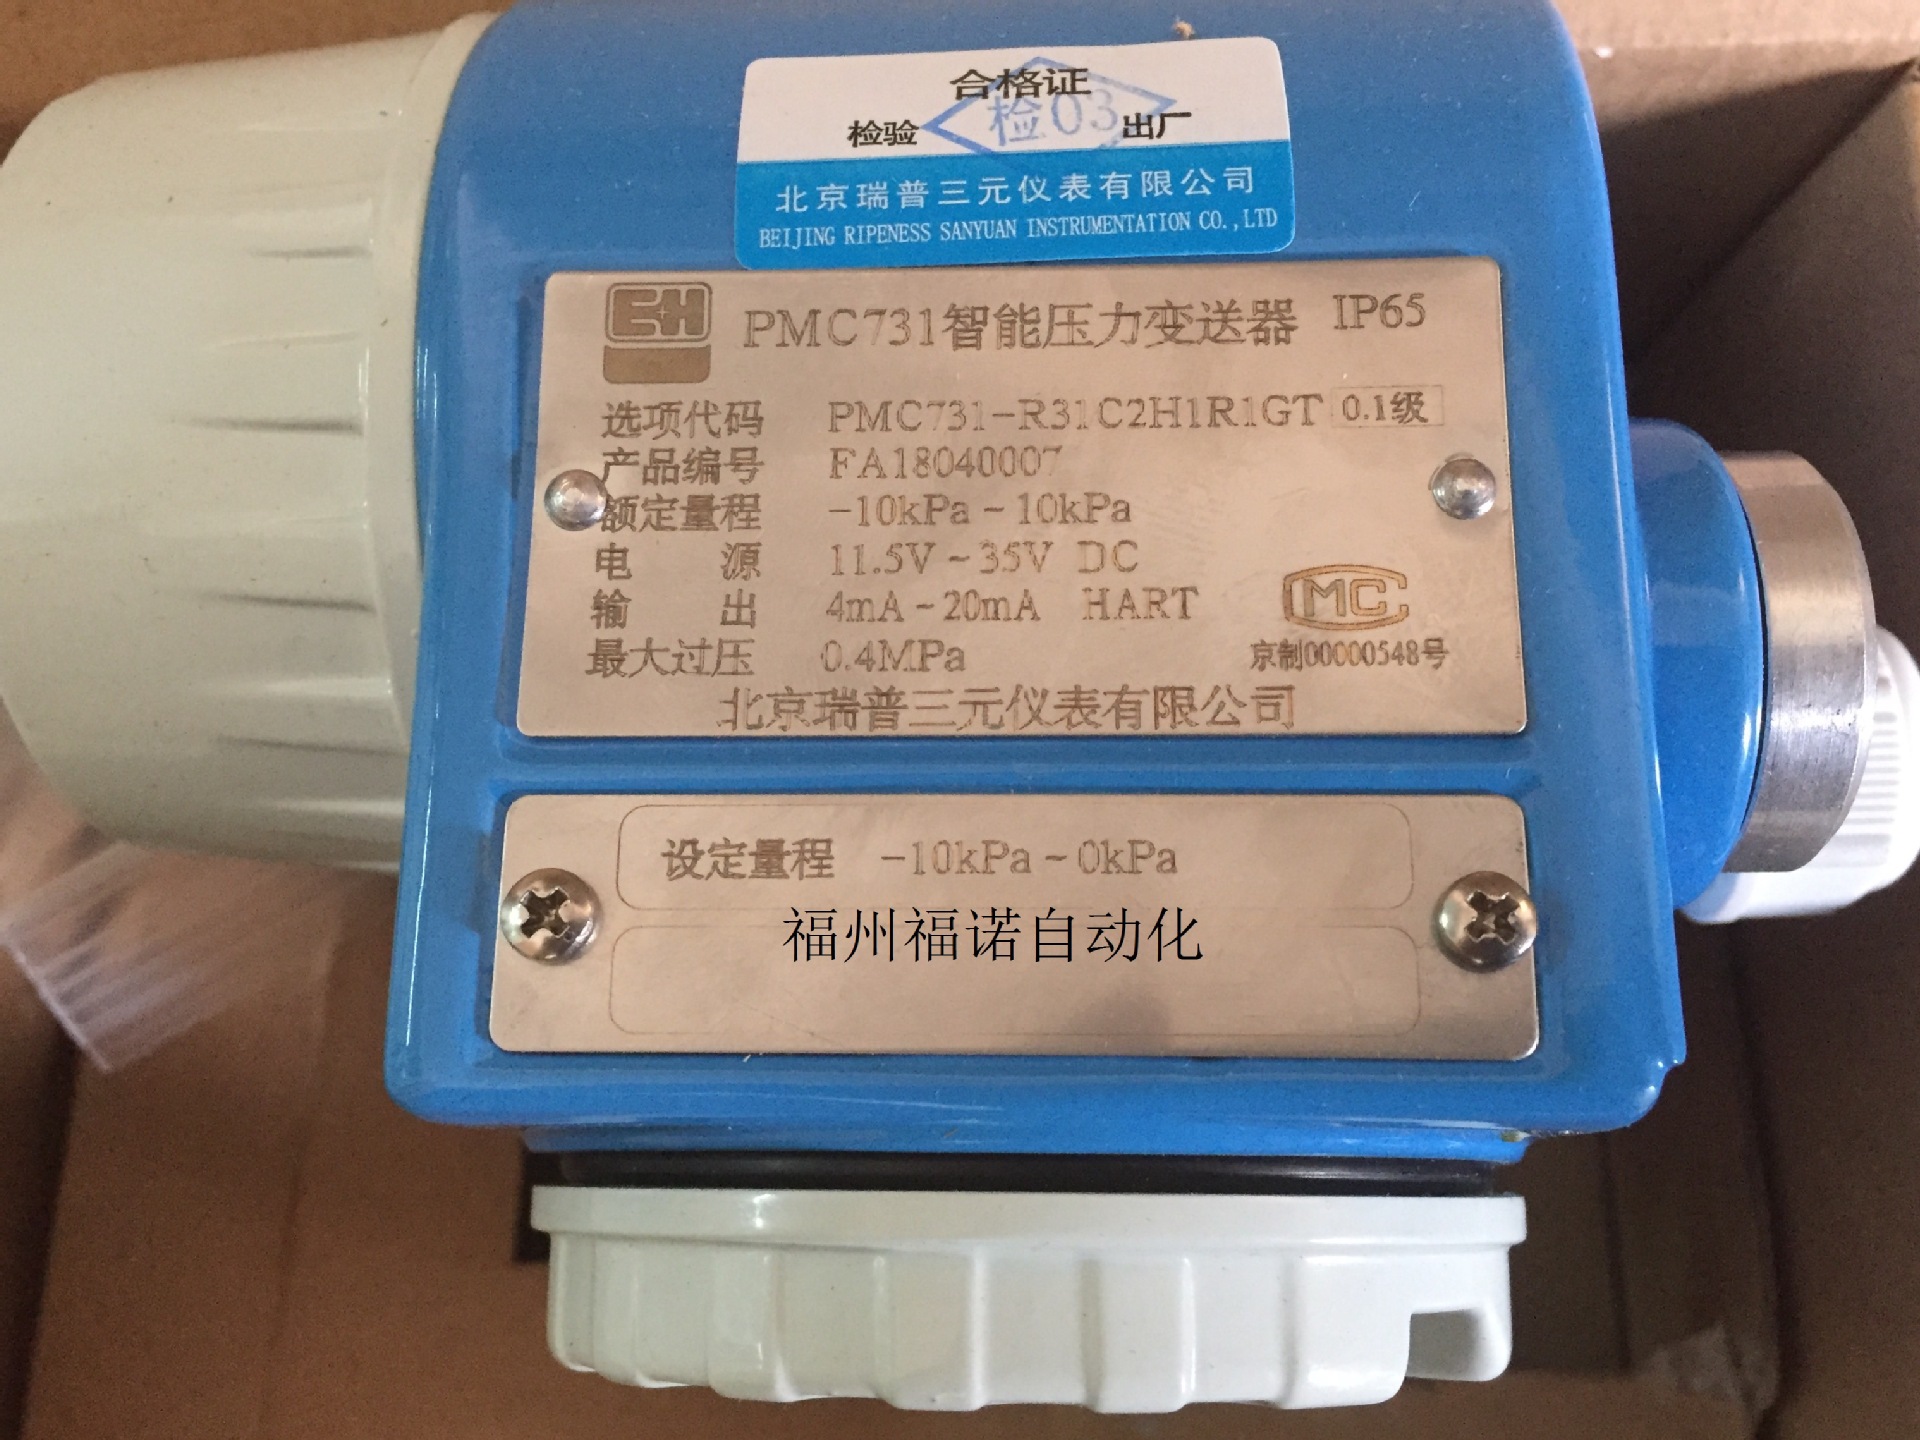 合格证
检验 检03 出厂
北京瑞普三元仪表有限公司
BEIJING RIPENESS SANYUAN INSTRUMENTATION CO.,LTD
E+H PMC731智能压力变送器 IP65
选项代码 PMC731-R31C2H1R1GT 0.1级
产品编号 FA18040007
额定量程 -10kPa~10kPa
电源 11.5V~35V DC
输出 4mA~20mA HART MC
最大过压 0.4MPa 京制00000548号
北京瑞普三元仪表有限公司
设定量程 -10kPa~0kPa
福州福诺自动化